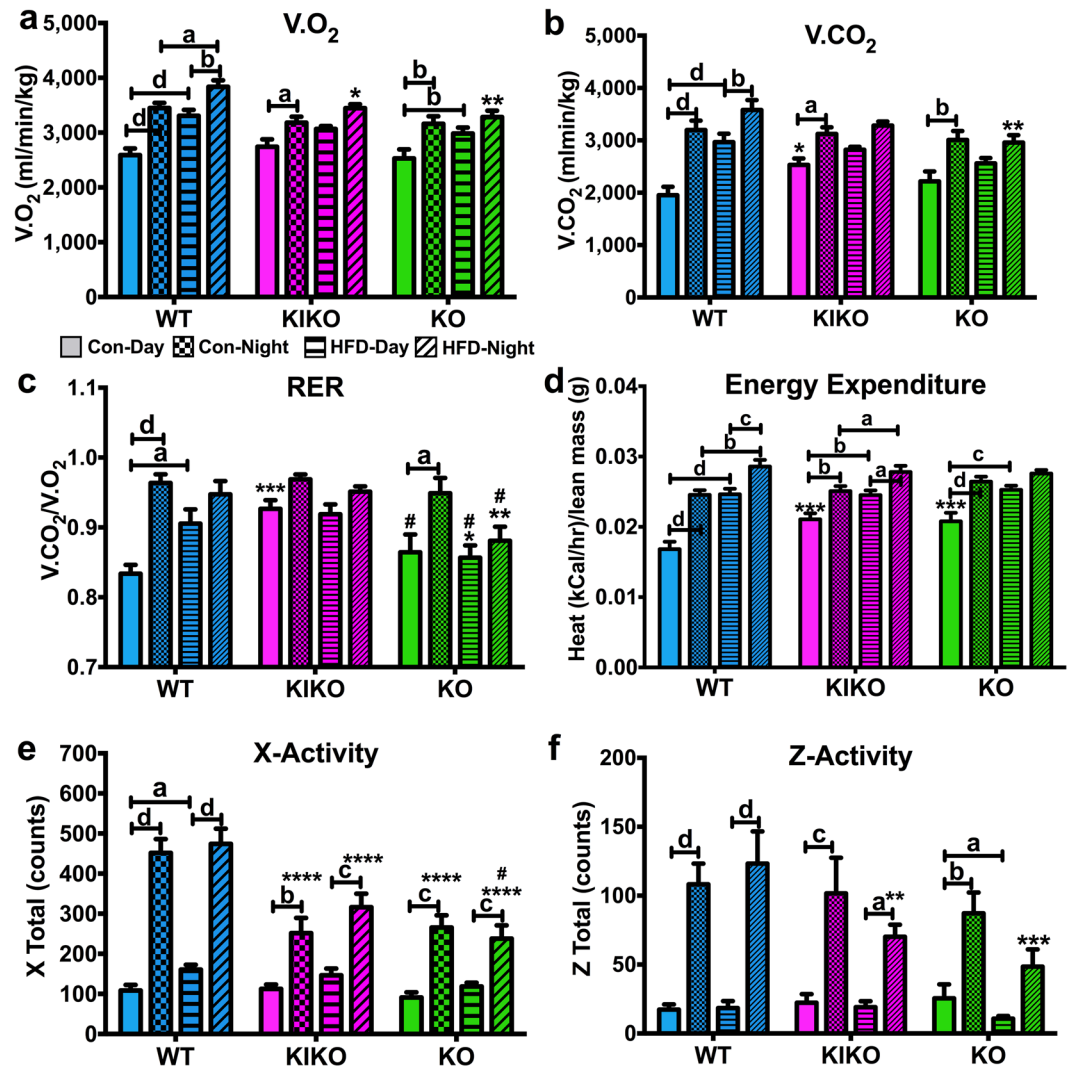 a
V.O2
V.O2 (ml/min/kg)
5,000
4,000
3,000
2,000
1,000
0
a
d
b
d
a
*
b
b
**
WT
KIKO
KO
b
V.CO2
V.CO2 (mlmin/kg)
5,000
4,000
3,000
2,000
1,000
0
d
b
d
a
*
b
**
WT
KIKO
KO
Con-Day
Con-Night
HFD-Day
HFD-Night
c
RER
V.CO2/V.O2
1.1
1.0
0.9
0.8
0.7
d
a
***
a
#
#
*
#
**
WT
KIKO
KO
d
Energy Expenditure
Heat (kCal/hr)/lean mass (g)
0.04
0.03
0.02
0.01
0.00
c
b
d
d
a
b
b
a
***
c
d
***
WT
KIKO
KO
e
X-Activity
X Total (counts)
700
600
500
400
300
200
100
0
a
d
d
****
b
****
c
****
c
#
****
c
WT
KIKO
KO
f
Z-Activity
Z Total (counts)
200
150
100
50
0
d
d
c
a**
a
b
***
WT
KIKO
KO